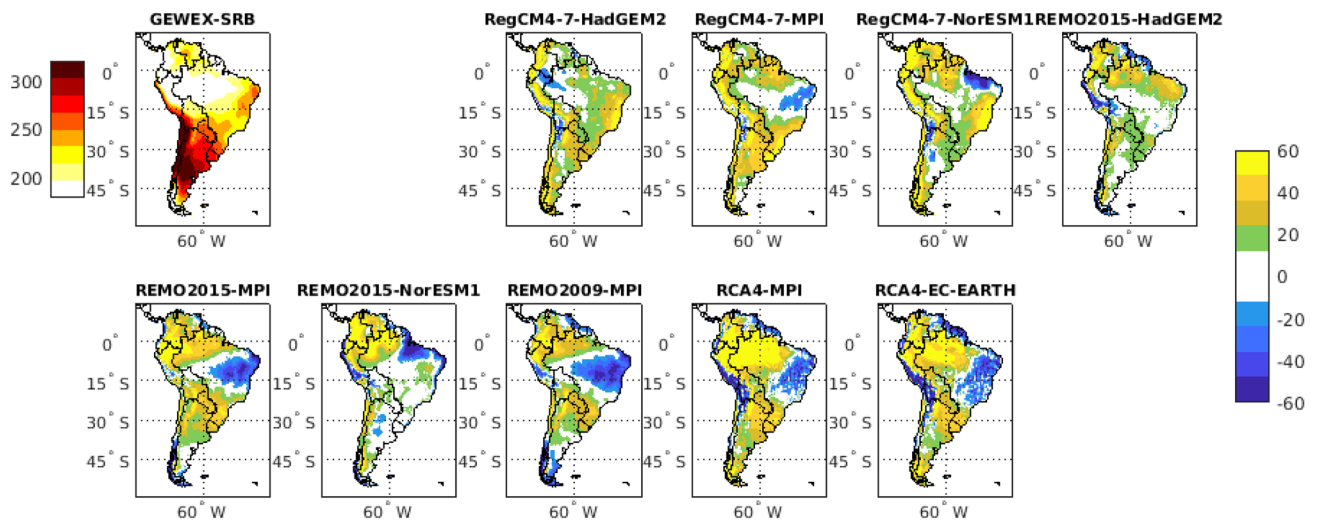 GEWEX-SRB
RegCM4-7-HadGEM2
RegCM4-7-MPI
RegCM4-7-NorESM1
REMO2015-HadGEM2
300
250
200
0°
15° S
30° S
45° S
60° W
0°
15° S
30° S
45° S
60° W
0°
15° S
30° S
45° S
60° W
0°
15° S
30° S
45° S
60° W
0°
15° S
30° S
45° S
60° W
60
40
20
0
-20
-40
-60
REMO2015-MPI
REMO2015-NorESM1
REMO2009-MPI
RCA4-MPI
RCA4-EC-EARTH
0°
15° S
30° S
45° S
60° W
0°
15° S
30° S
45° S
60° W
0°
15° S
30° S
45° S
60° W
0°
15° S
30° S
45° S
60° W
0°
15° S
30° S
45° S
60° W